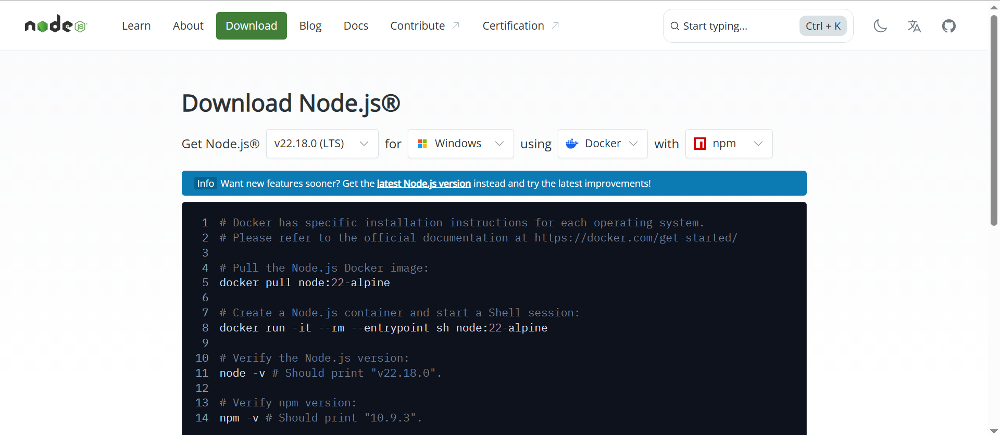 node JS
Learn About Download Blog Docs Contribute Certification Start typing... Ctrl + K
Download Node.js®
Get Node.js® v22.18.0 (LTS) for Windows using Docker with npm
Info Want new features sooner? Get the latest Node.js version instead and try the latest improvements!
1 # Docker has specific installation instructions for each operating system.
2 # Please refer to the official documentation at https://docker.com/get-started/
3
4 # Pull the Node.js Docker image:
5 docker pull node:22-alpine
6
7 # Create a Node.js container and start a Shell session:
8 docker run -it --rm --entrypoint sh node:22-alpine
9
10 # Verify the Node.js version:
11 node -v # Should print "v22.18.0".
12
13 # Verify npm version:
14 npm -v # Should print "10.9.3".